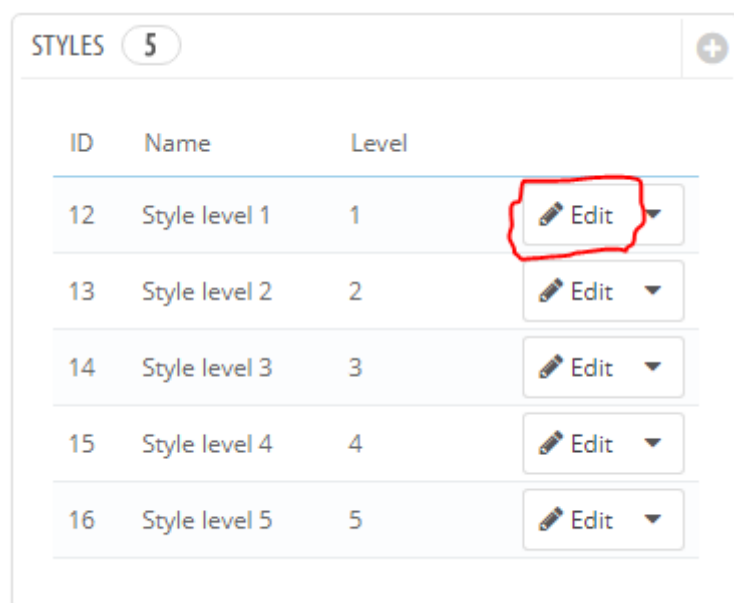 STYLES 5
ID Name Level
12 Style level 1 1 Edit
13 Style level 2 2 Edit
14 Style level 3 3 Edit
15 Style level 4 4 Edit
16 Style level 5 5 Edit